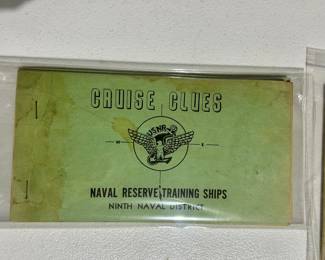 CRUISE CLUES
USNR
W E
NAVAL RESERVE TRAINING SHIPS
NINTH NAVAL DISTRICT